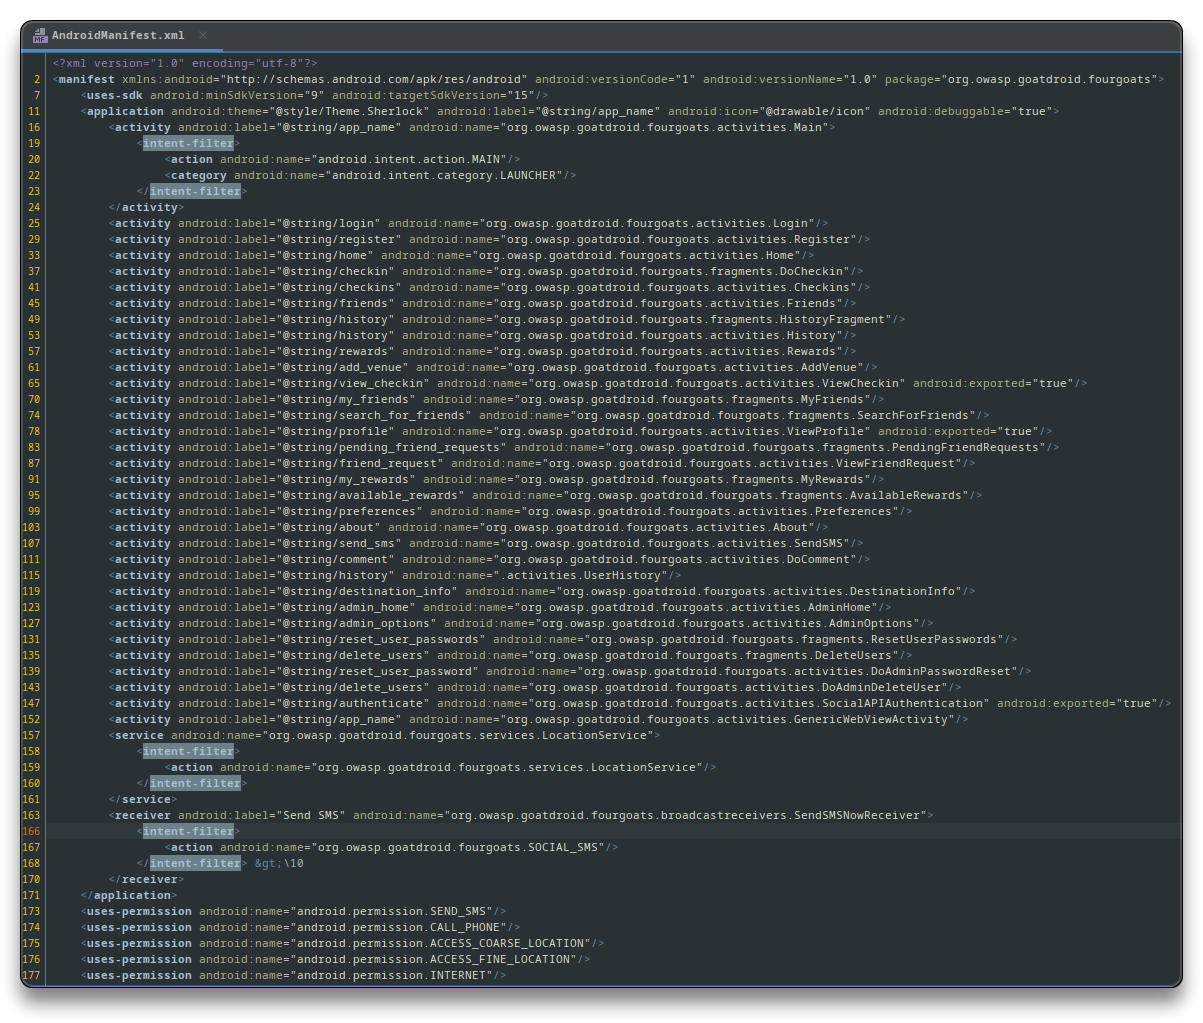 AndroidManifest.xml
<?xml version="1.0" encoding="utf-8"?>
2 <manifest xmlns:android="http://schemas.android.com/apk/res/android" android:versionCode="1" android:versionName="1.0" package="org.owasp.goatdroid.fourgoats">
7 <uses-sdk android:minSdkVersion="9" android:targetSdkVersion="15"/>
11 <application android:theme="@style/Theme.Sherlock" android:label="@string/app_name" android:icon="@drawable/icon" android:debuggable="true">
16 <activity android:label="@string/app_name" android:name="org.owasp.goatdroid.fourgoats.activities.Main">
19 <intent-filter>
20 <action android:name="android.intent.action.MAIN"/>
22 <category android:name="android.intent.category.LAUNCHER"/>
23 </intent-filter>
24 </activity>
25 <activity android:label="@string/login" android:name="org.owasp.goatdroid.fourgoats.activities.Login"/>
29 <activity android:label="@string/register" android:name="org.owasp.goatdroid.fourgoats.activities.Register"/>
33 <activity android:label="@string/home" android:name="org.owasp.goatdroid.fourgoats.activities.Home"/>
37 <activity android:label="@string/checkin" android:name="org.owasp.goatdroid.fourgoats.fragments.DoCheckin"/>
41 <activity android:label="@string/checkins" android:name="org.owasp.goatdroid.fourgoats.activities.Checkins"/>
45 <activity android:label="@string/friends" android:name="org.owasp.goatdroid.fourgoats.activities.Friends"/>
49 <activity android:label="@string/history" android:name="org.owasp.goatdroid.fourgoats.fragments.HistoryFragment"/>
53 <activity android:label="@string/history" android:name="org.owasp.goatdroid.fourgoats.activities.History"/>
57 <activity android:label="@string/rewards" android:name="org.owasp.goatdroid.fourgoats.activities.Rewards"/>
61 <activity android:label="@string/add_venue" android:name="org.owasp.goatdroid.fourgoats.activities.AddVenue"/>
65 <activity android:label="@string/view_checkin" android:name="org.owasp.goatdroid.fourgoats.activities.ViewCheckin" android:exported="true"/>
70 <activity android:label="@string/my_friends" android:name="org.owasp.goatdroid.fourgoats.fragments.MyFriends"/>
74 <activity android:label="@string/search_for_friends" android:name="org.owasp.goatdroid.fourgoats.fragments.SearchForFriends"/>
78 <activity android:label="@string/profile" android:name="org.owasp.goatdroid.fourgoats.activities.ViewProfile" android:exported="true"/>
83 <activity android:label="@string/pending_friend_requests" android:name="org.owasp.goatdroid.fourgoats.fragments.PendingFriendRequests"/>
87 <activity android:label="@string/friend_request" android:name="org.owasp.goatdroid.fourgoats.activities.ViewFriendRequest"/>
91 <activity android:label="@string/my_rewards" android:name="org.owasp.goatdroid.fourgoats.fragments.MyRewards"/>
95 <activity android:label="@string/available_rewards" android:name="org.owasp.goatdroid.fourgoats.fragments.AvailableRewards"/>
99 <activity android:label="@string/preferences" android:name="org.owasp.goatdroid.fourgoats.activities.Preferences"/>
103 <activity android:label="@string/about" android:name="org.owasp.goatdroid.fourgoats.activities.About"/>
107 <activity android:label="@string/send_sms" android:name="org.owasp.goatdroid.fourgoats.activities.SendSMS"/>
111 <activity android:label="@string/comment" android:name="org.owasp.goatdroid.fourgoats.activities.DoComment"/>
115 <activity android:label="@string/history" android:name=".activities.UserHistory"/>
119 <activity android:label="@string/destination_info" android:name="org.owasp.goatdroid.fourgoats.activities.DestinationInfo"/>
123 <activity android:label="@string/admin_home" android:name="org.owasp.goatdroid.fourgoats.activities.AdminHome"/>
127 <activity android:label="@string/admin_options" android:name="org.owasp.goatdroid.fourgoats.activities.AdminOptions"/>
131 <activity android:label="@string/reset_user_passwords" android:name="org.owasp.goatdroid.fourgoats.fragments.ResetUserPasswords"/>
135 <activity android:label="@string/delete_users" android:name="org.owasp.goatdroid.fourgoats.fragments.DeleteUsers"/>
139 <activity android:label="@string/reset_user_password" android:name="org.owasp.goatdroid.fourgoats.activities.DoAdminPasswordReset"/>
143 <activity android:label="@string/delete_users" android:name="org.owasp.goatdroid.fourgoats.activities.DoAdminDeleteUser"/>
147 <activity android:label="@string/authenticate" android:name="org.owasp.goatdroid.fourgoats.activities.SocialAPIAuthentication" android:exported="true"/>
152 <activity android:label="@string/app_name" android:name="org.owasp.goatdroid.fourgoats.activities.GenericWebViewActivity"/>
157 <service android:name="org.owasp.goatdroid.fourgoats.services.LocationService">
158 <intent-filter>
159 <action android:name="org.owasp.goatdroid.fourgoats.services.LocationService"/>
160 </intent-filter>
161 </service>
163 <receiver android:label="Send SMS" android:name="org.owasp.goatdroid.fourgoats.broadcastreceivers.SendSMSNowReceiver">
166 <intent-filter>
167 <action android:name="org.owasp.goatdroid.fourgoats.SOCIAL_SMS"/>
168 </intent-filter> &gt;\10
170 </receiver>
171 </application>
173 <uses-permission android:name="android.permission.SEND_SMS"/>
174 <uses-permission android:name="android.permission.CALL_PHONE"/>
175 <uses-permission android:name="android.permission.ACCESS_COARSE_LOCATION"/>
176 <uses-permission android:name="android.permission.ACCESS_FINE_LOCATION"/>
177 <uses-permission android:name="android.permission.INTERNET"/>